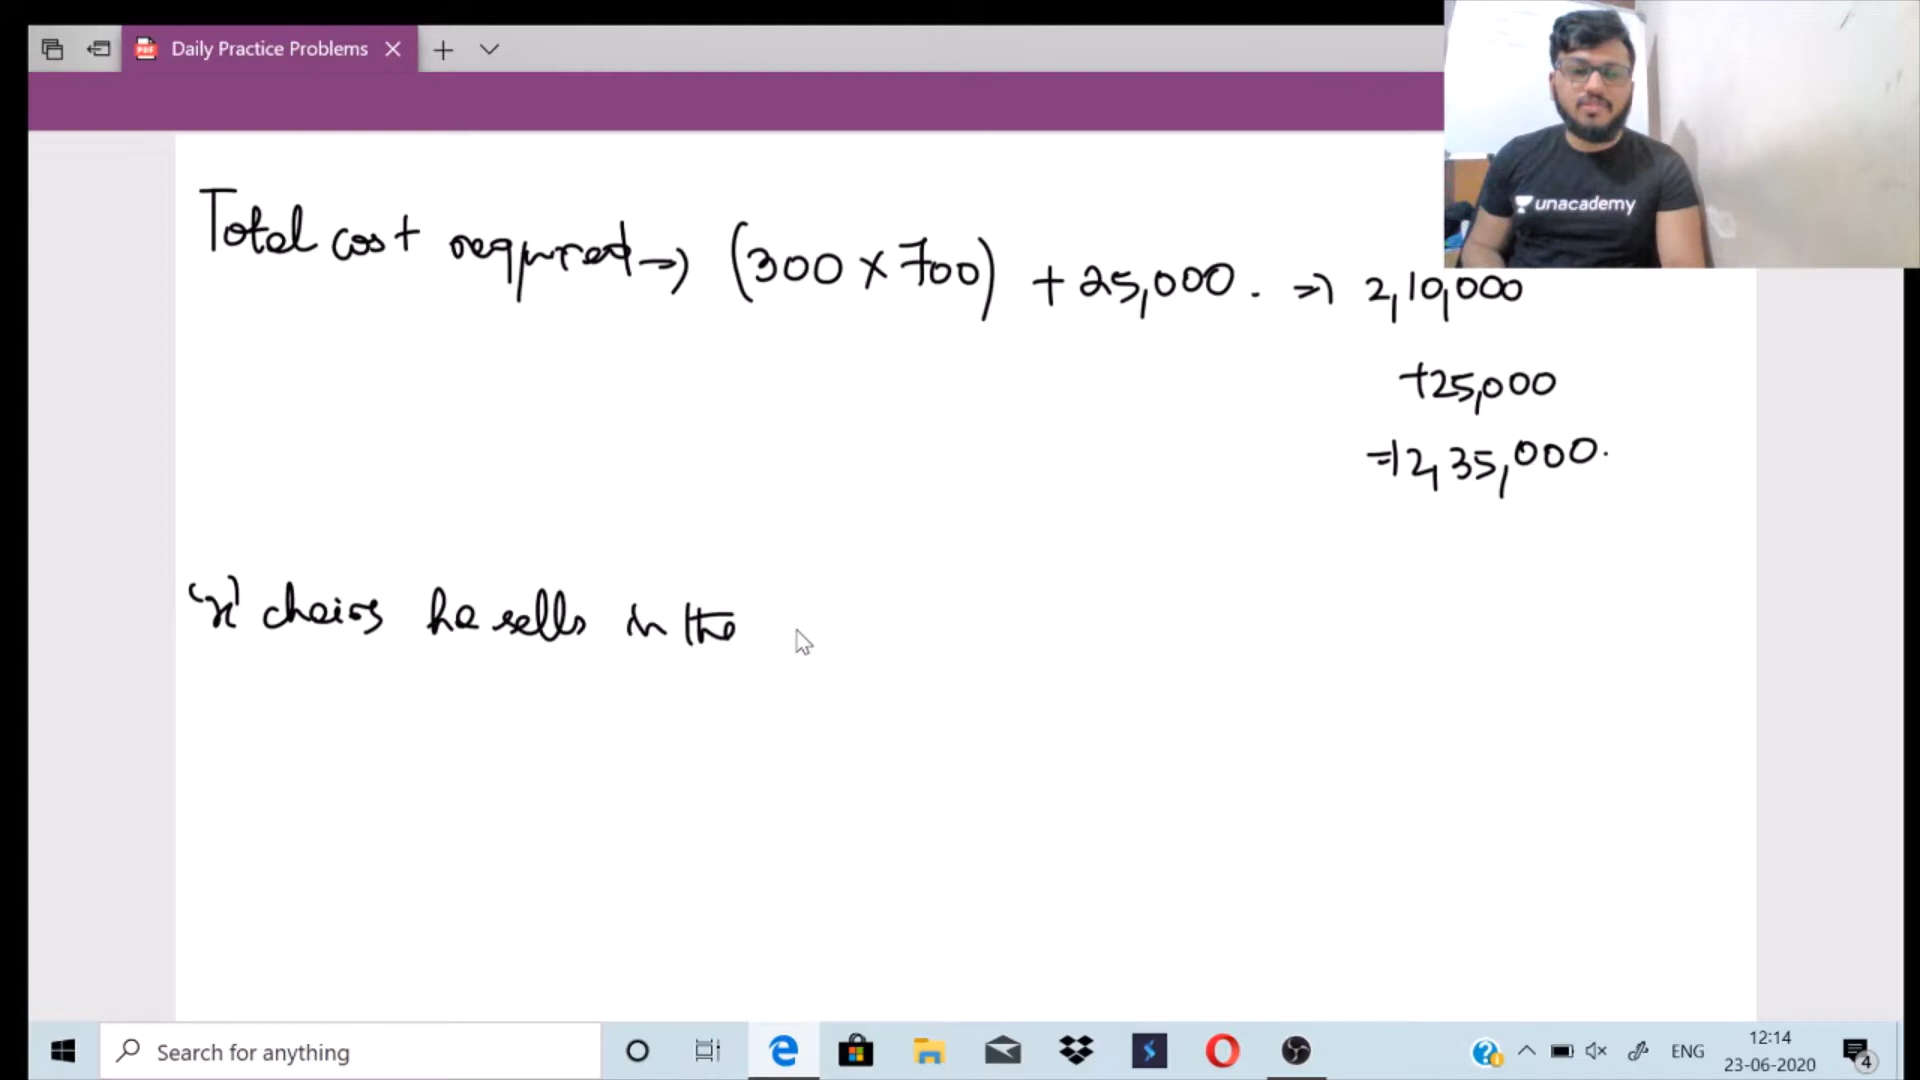 Daily Practice Problems
unacademy
Total cost required → (300 × 700) + 25,000. ⇒ 2,10,000
+25,000
⇒ 2,35,000.
'x' chairs he sells in the
Search for anything
ENG
12:14
23-06-2020
4